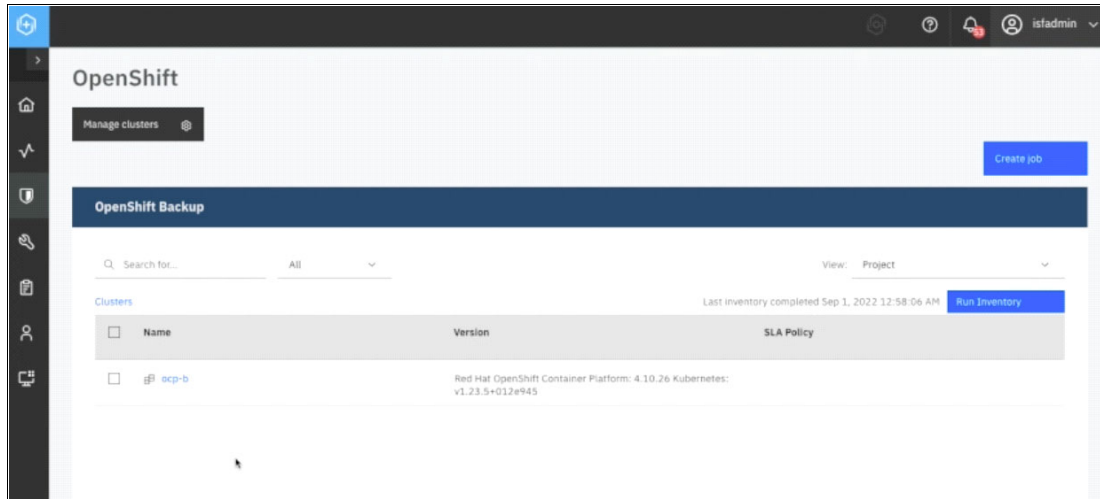 isfadmin
53
OpenShift
Manage clusters
Create job
OpenShift Backup
Search for...
All
View: Project
Clusters
Last inventory completed Sep 1, 2022 12:58:06 AM
Run Inventory
Name Version SLA Policy
ocp-b
Red Hat OpenShift Container Platform: 4.10.26 Kubernetes:
v1.23.5+012e945